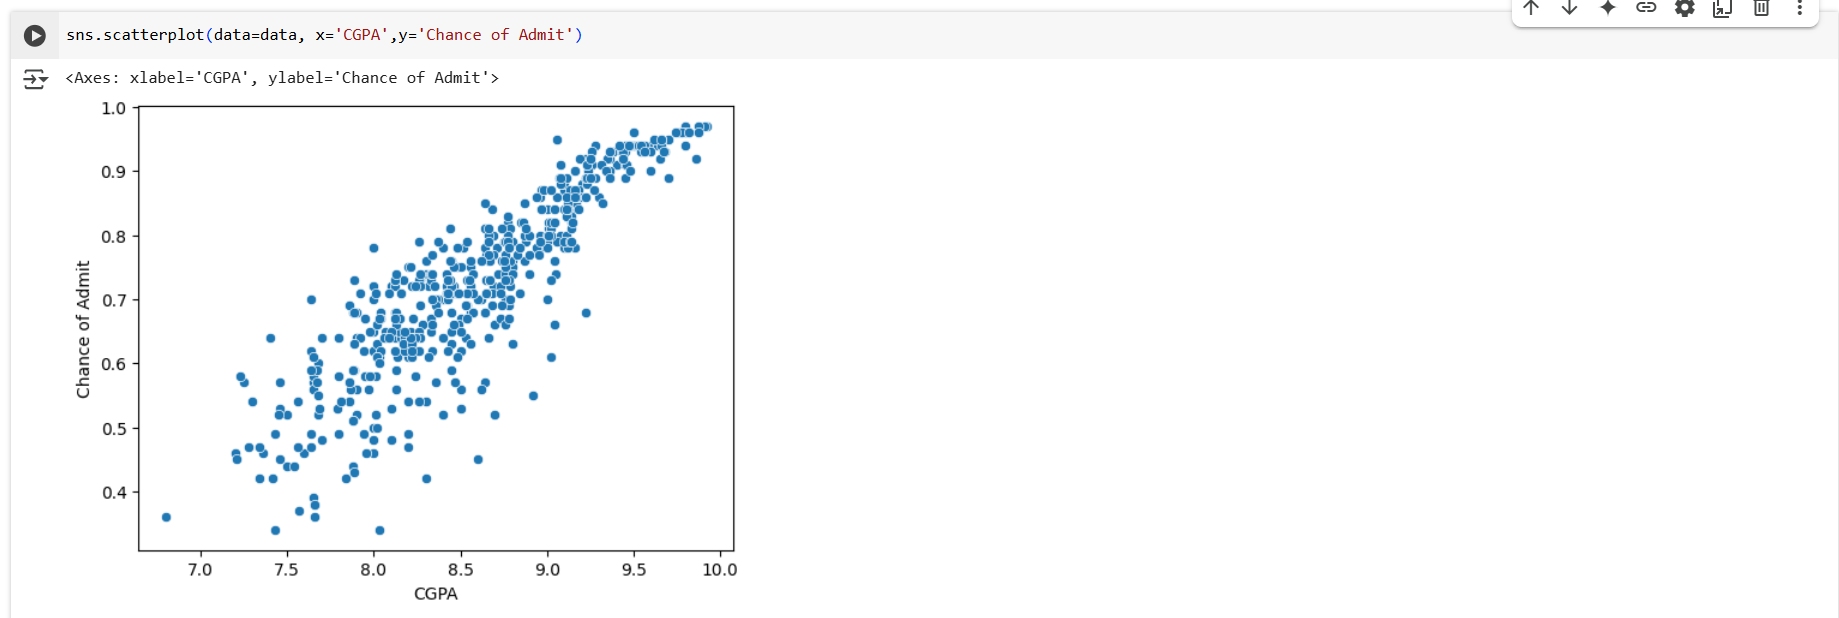 sns.scatterplot(data=data, x='CGPA',y='Chance of Admit')
<Axes: xlabel='CGPA', ylabel='Chance of Admit'>
1.0
0.9
0.8
0.7
0.6
0.5
0.4
Chance of Admit
7.0 7.5 8.0 8.5 9.0 9.5 10.0
CGPA